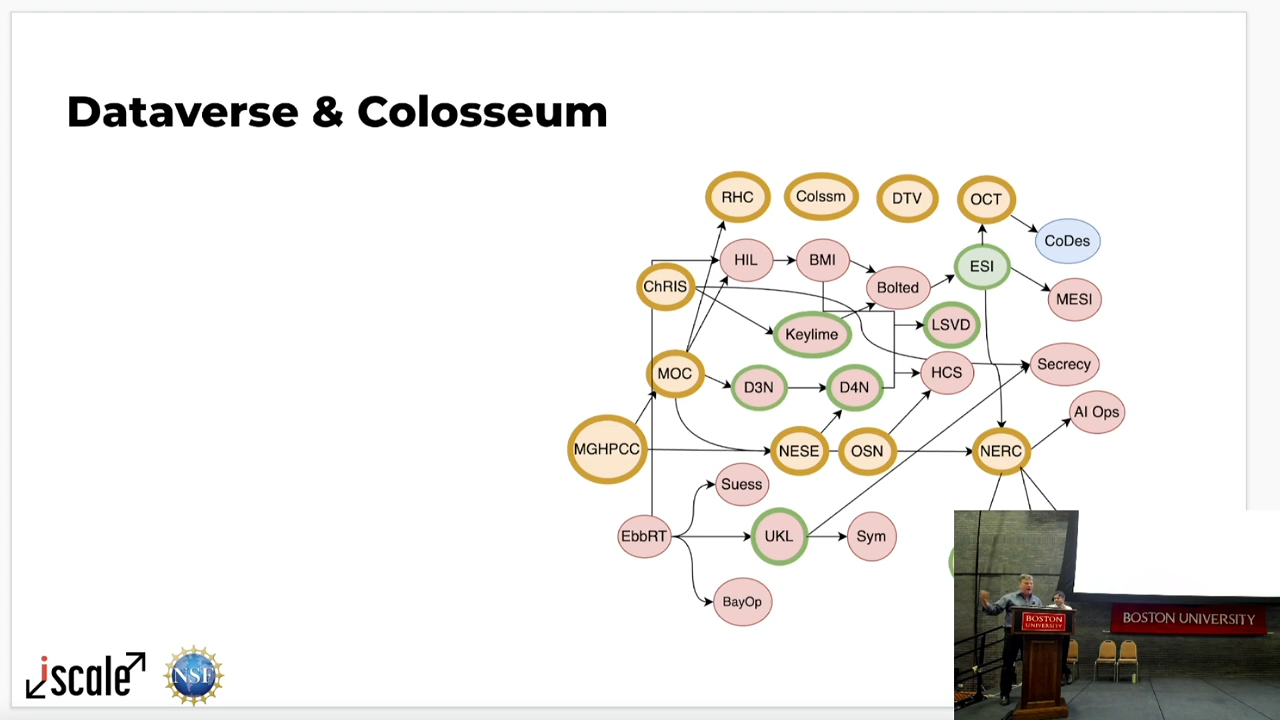 Dataverse & Colosseum
RHC
Colssm
DTV
OCT
CoDes
HIL
BMI
ESI
ChRIS
Bolted
MESI
Keylime
LSVD
MOC
D3N
D4N
HCS
Secrecy
AI Ops
MGHPCC
NESE
OSN
NERC
Suess
EbbRT
UKL
Sym
BayOp
iscale
NSF
BOSTON
UNIVERSITY
BOSTON UNIVERSITY